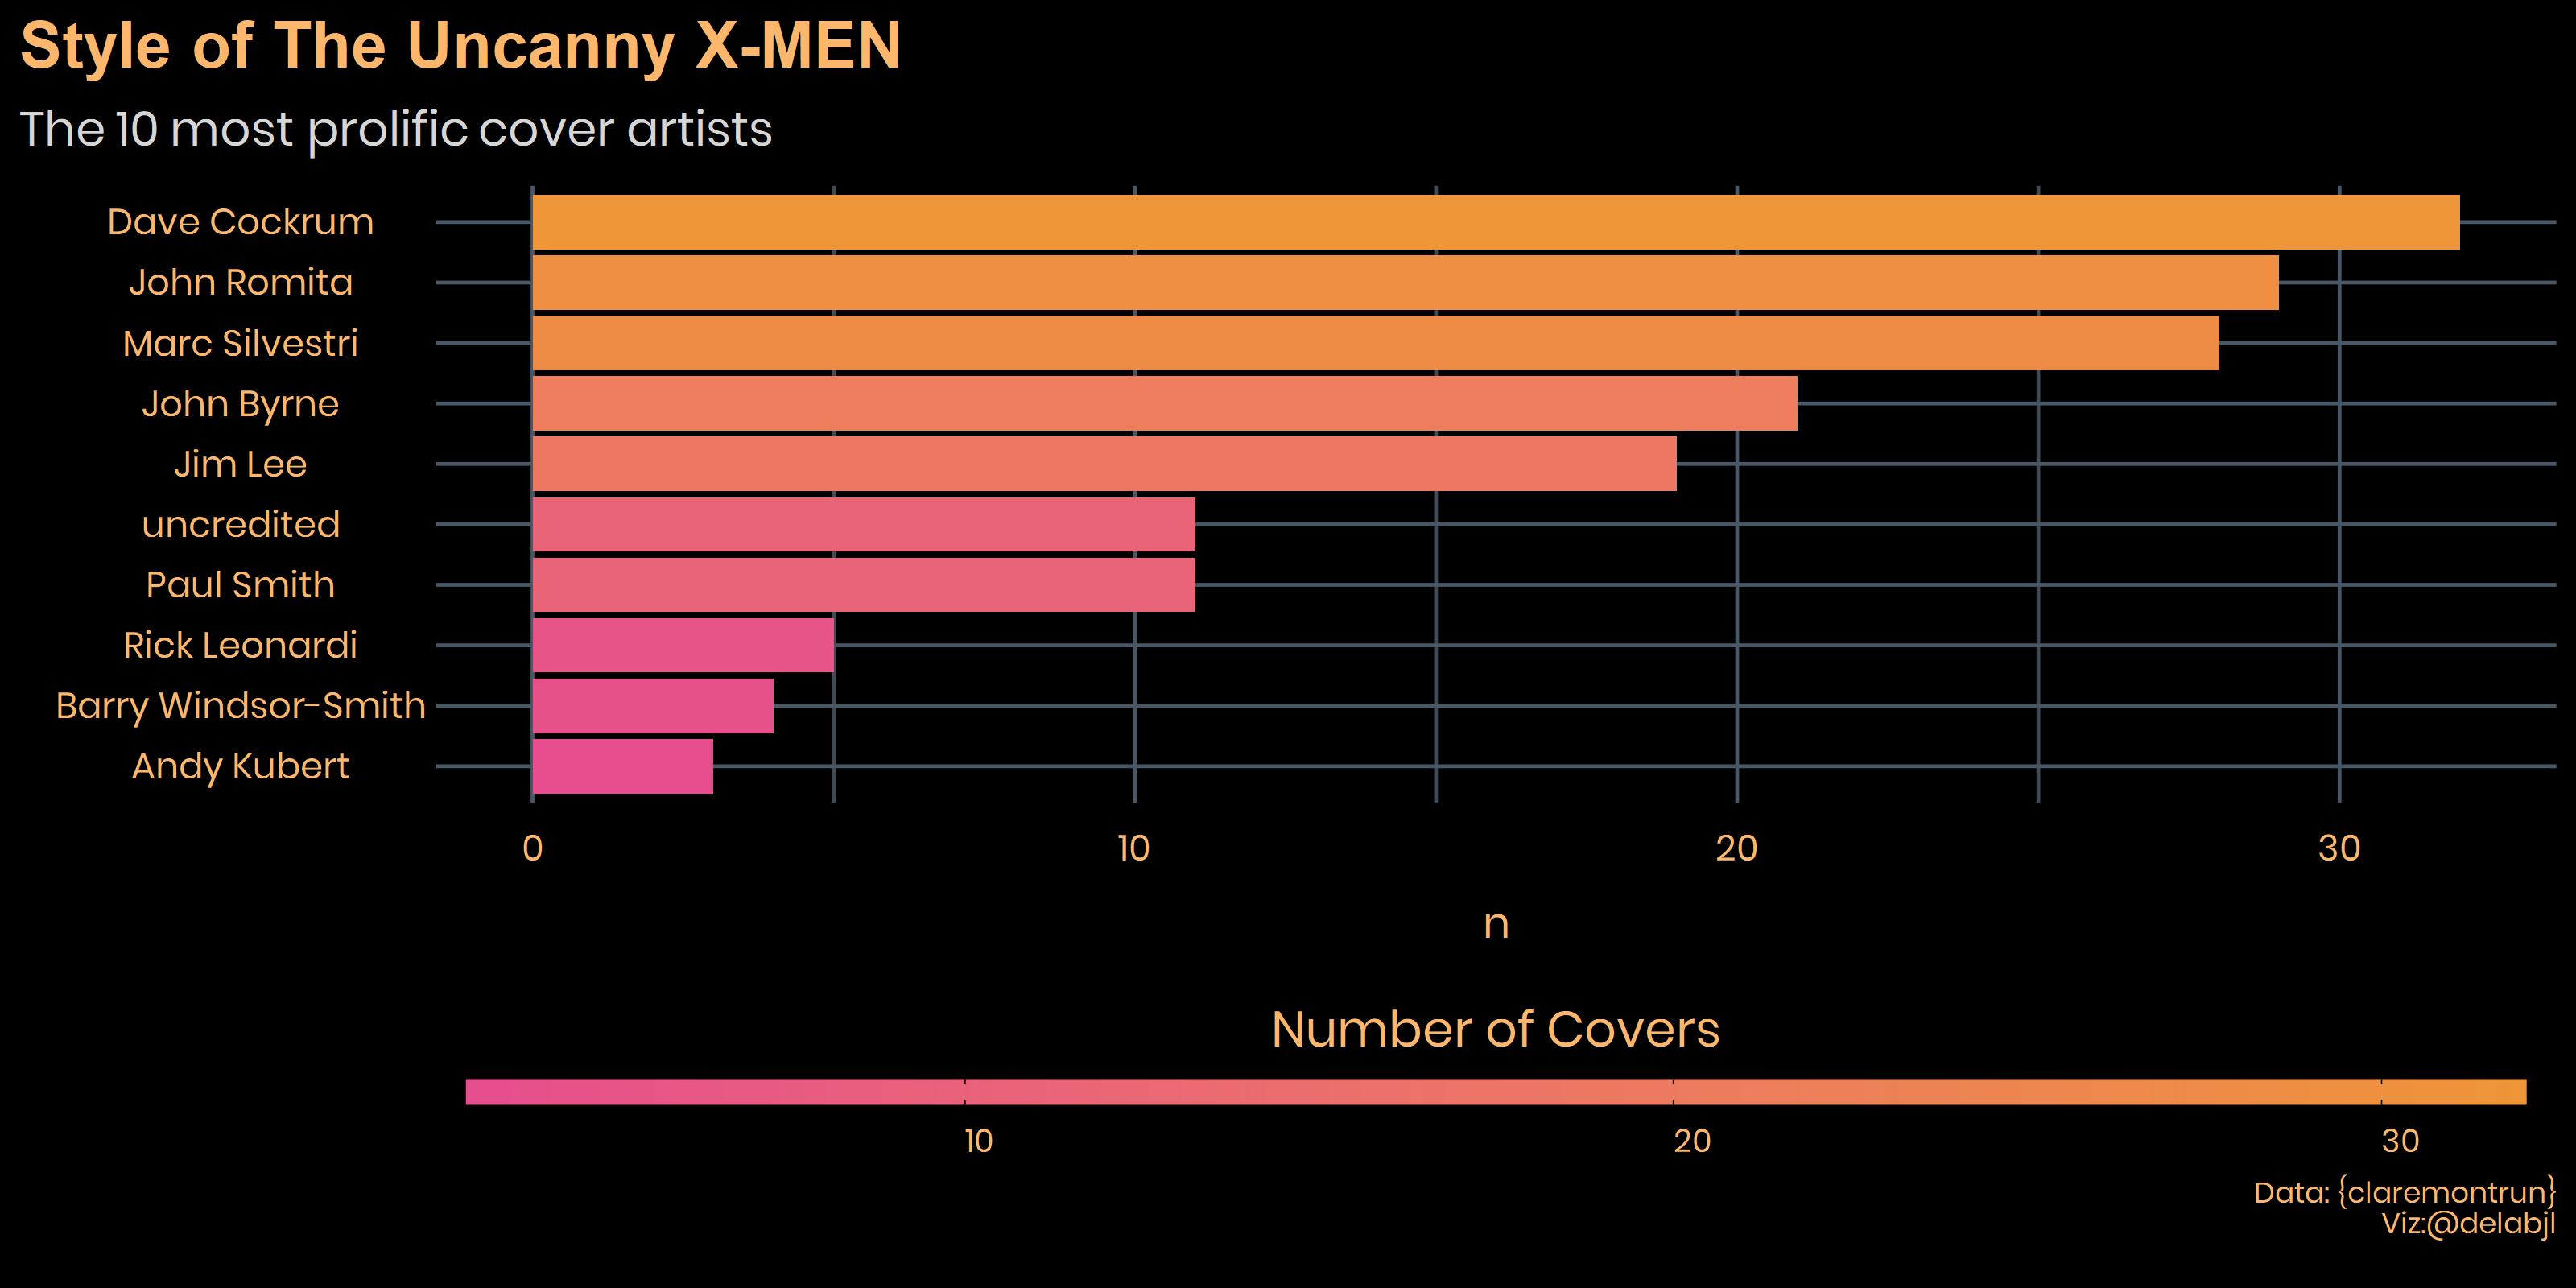 Style of The Uncanny X-MEN
The 10 most prolific cover artists
Dave Cockrum
John Romita
Marc Silvestri
John Byrne
Jim Lee
uncredited
Paul Smith
Rick Leonardi
Barry Windsor-Smith
Andy Kubert
0 10 20 30
n
Number of Covers
10 20 30
Data: {claremontrun}
Viz:@delabjl